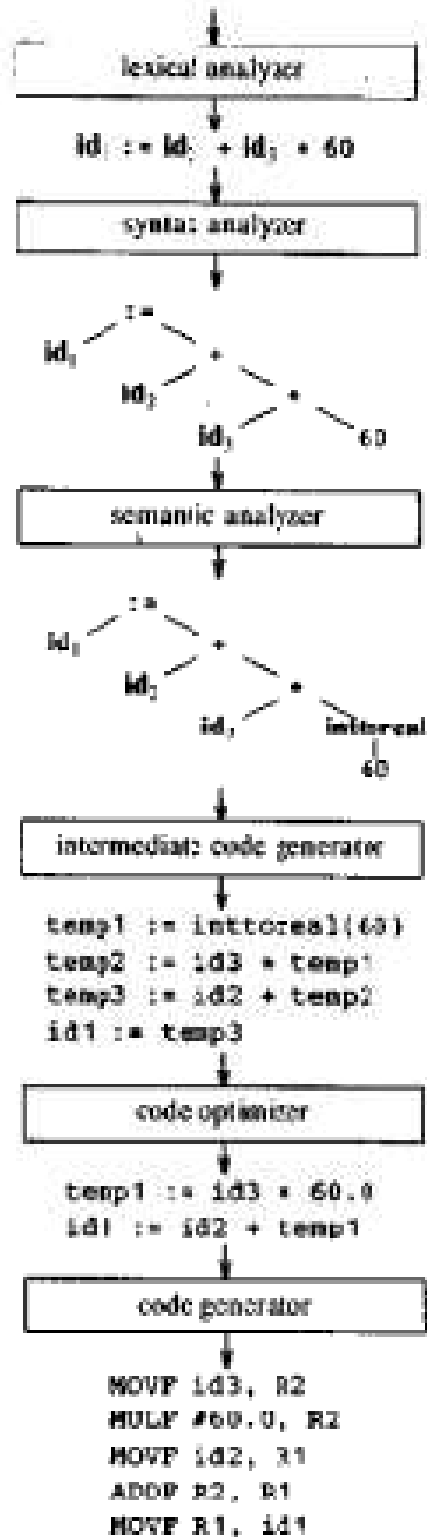 lexical analyzer
id₁ := id₂ + id₃ * 60
syntax analyzer
:=
id₁ +
id₂ *
id₃ 60
semantic analyzer
:=
id₁ +
id₂ *
id₃ inttoreal
60
intermediate code generator
temp1 := inttoreal(60)
temp2 := id3 * temp1
temp3 := id2 + temp2
id1 := temp3
code optimizer
temp1 := id3 * 60.0
id1 := id2 + temp1
code generator
MOVF id3, R2
MULF #60.0, R2
MOVF id2, R1
ADDF R2, R1
MOVF R1, id1